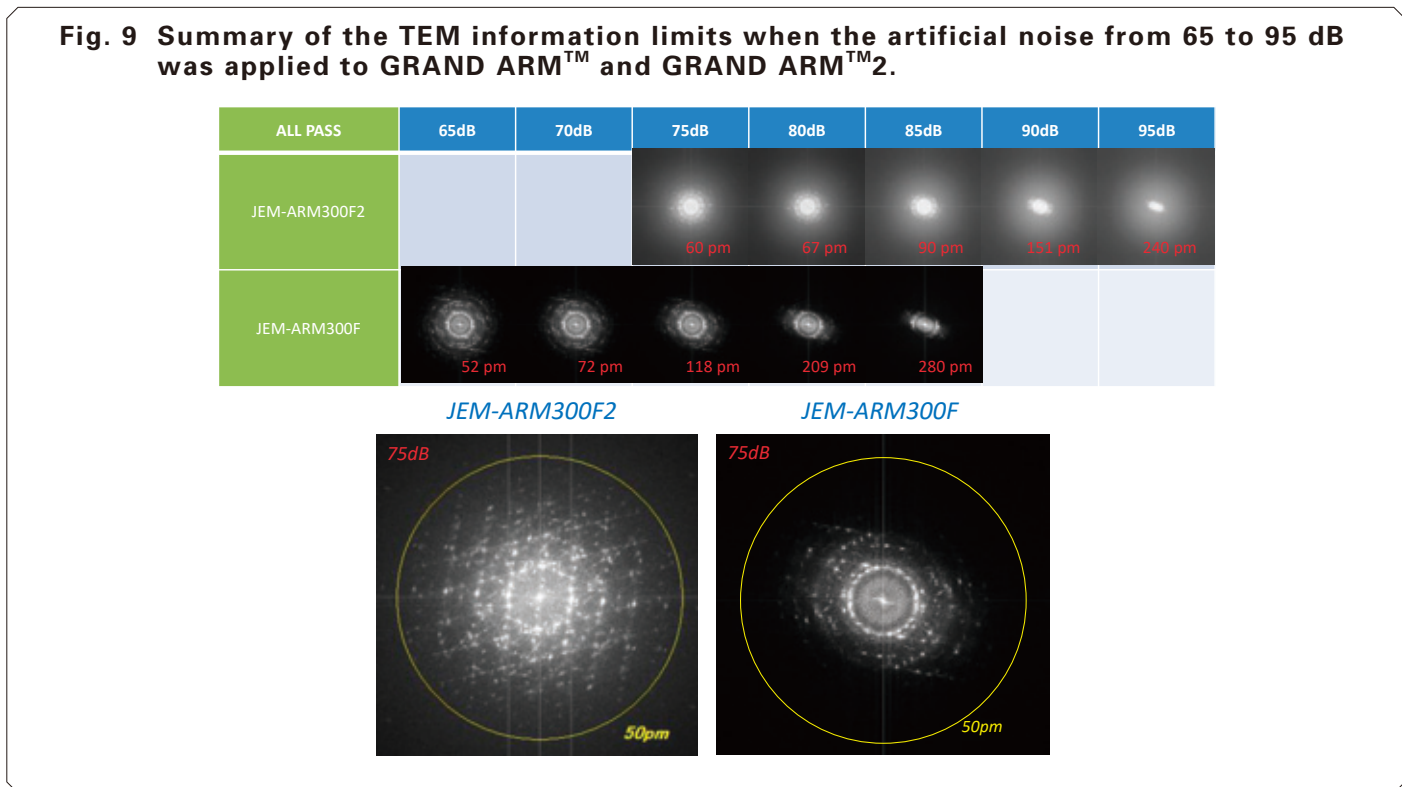 Fig. 9 Summary of the TEM information limits when the artificial noise from 65 to 95 dB
was applied to GRAND ARM™ and GRAND ARM™2.
ALL PASS 65dB 70dB 75dB 80dB 85dB 90dB 95dB
JEM-ARM300F2
60 pm 67 pm 90 pm 151 pm 240 pm
JEM-ARM300F
52 pm 72 pm 118 pm 209 pm 280 pm
JEM-ARM300F2 JEM-ARM300F
75dB 75dB
50pm 50pm